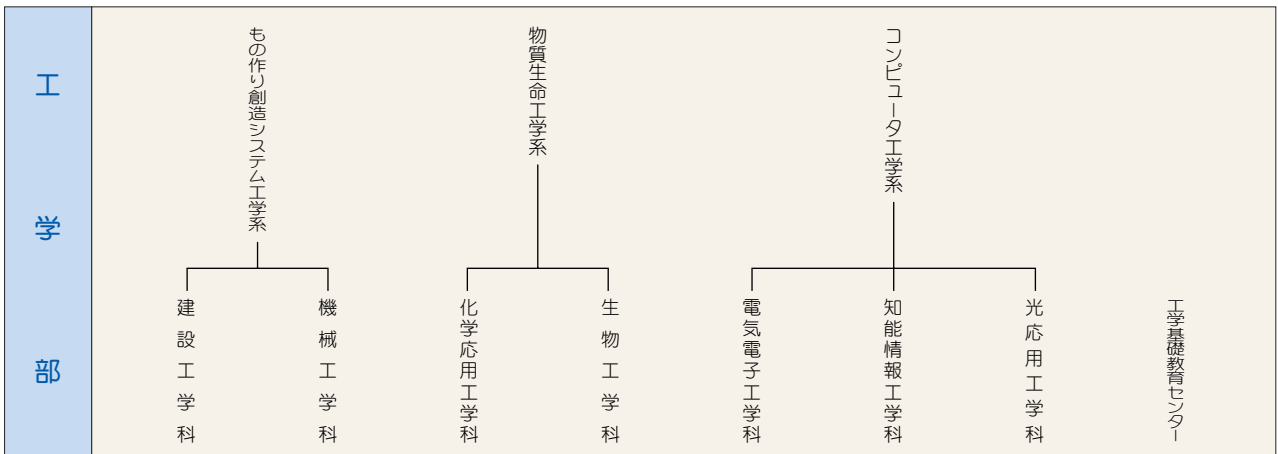 工学部
もの作り創造システム工学系
建設工学科
機械工学科
物質生命工学系
化学応用工学科
生物工学科
コンピュータ工学系
電気電子工学科
知能情報工学科
光応用工学科
工学基礎教育センター